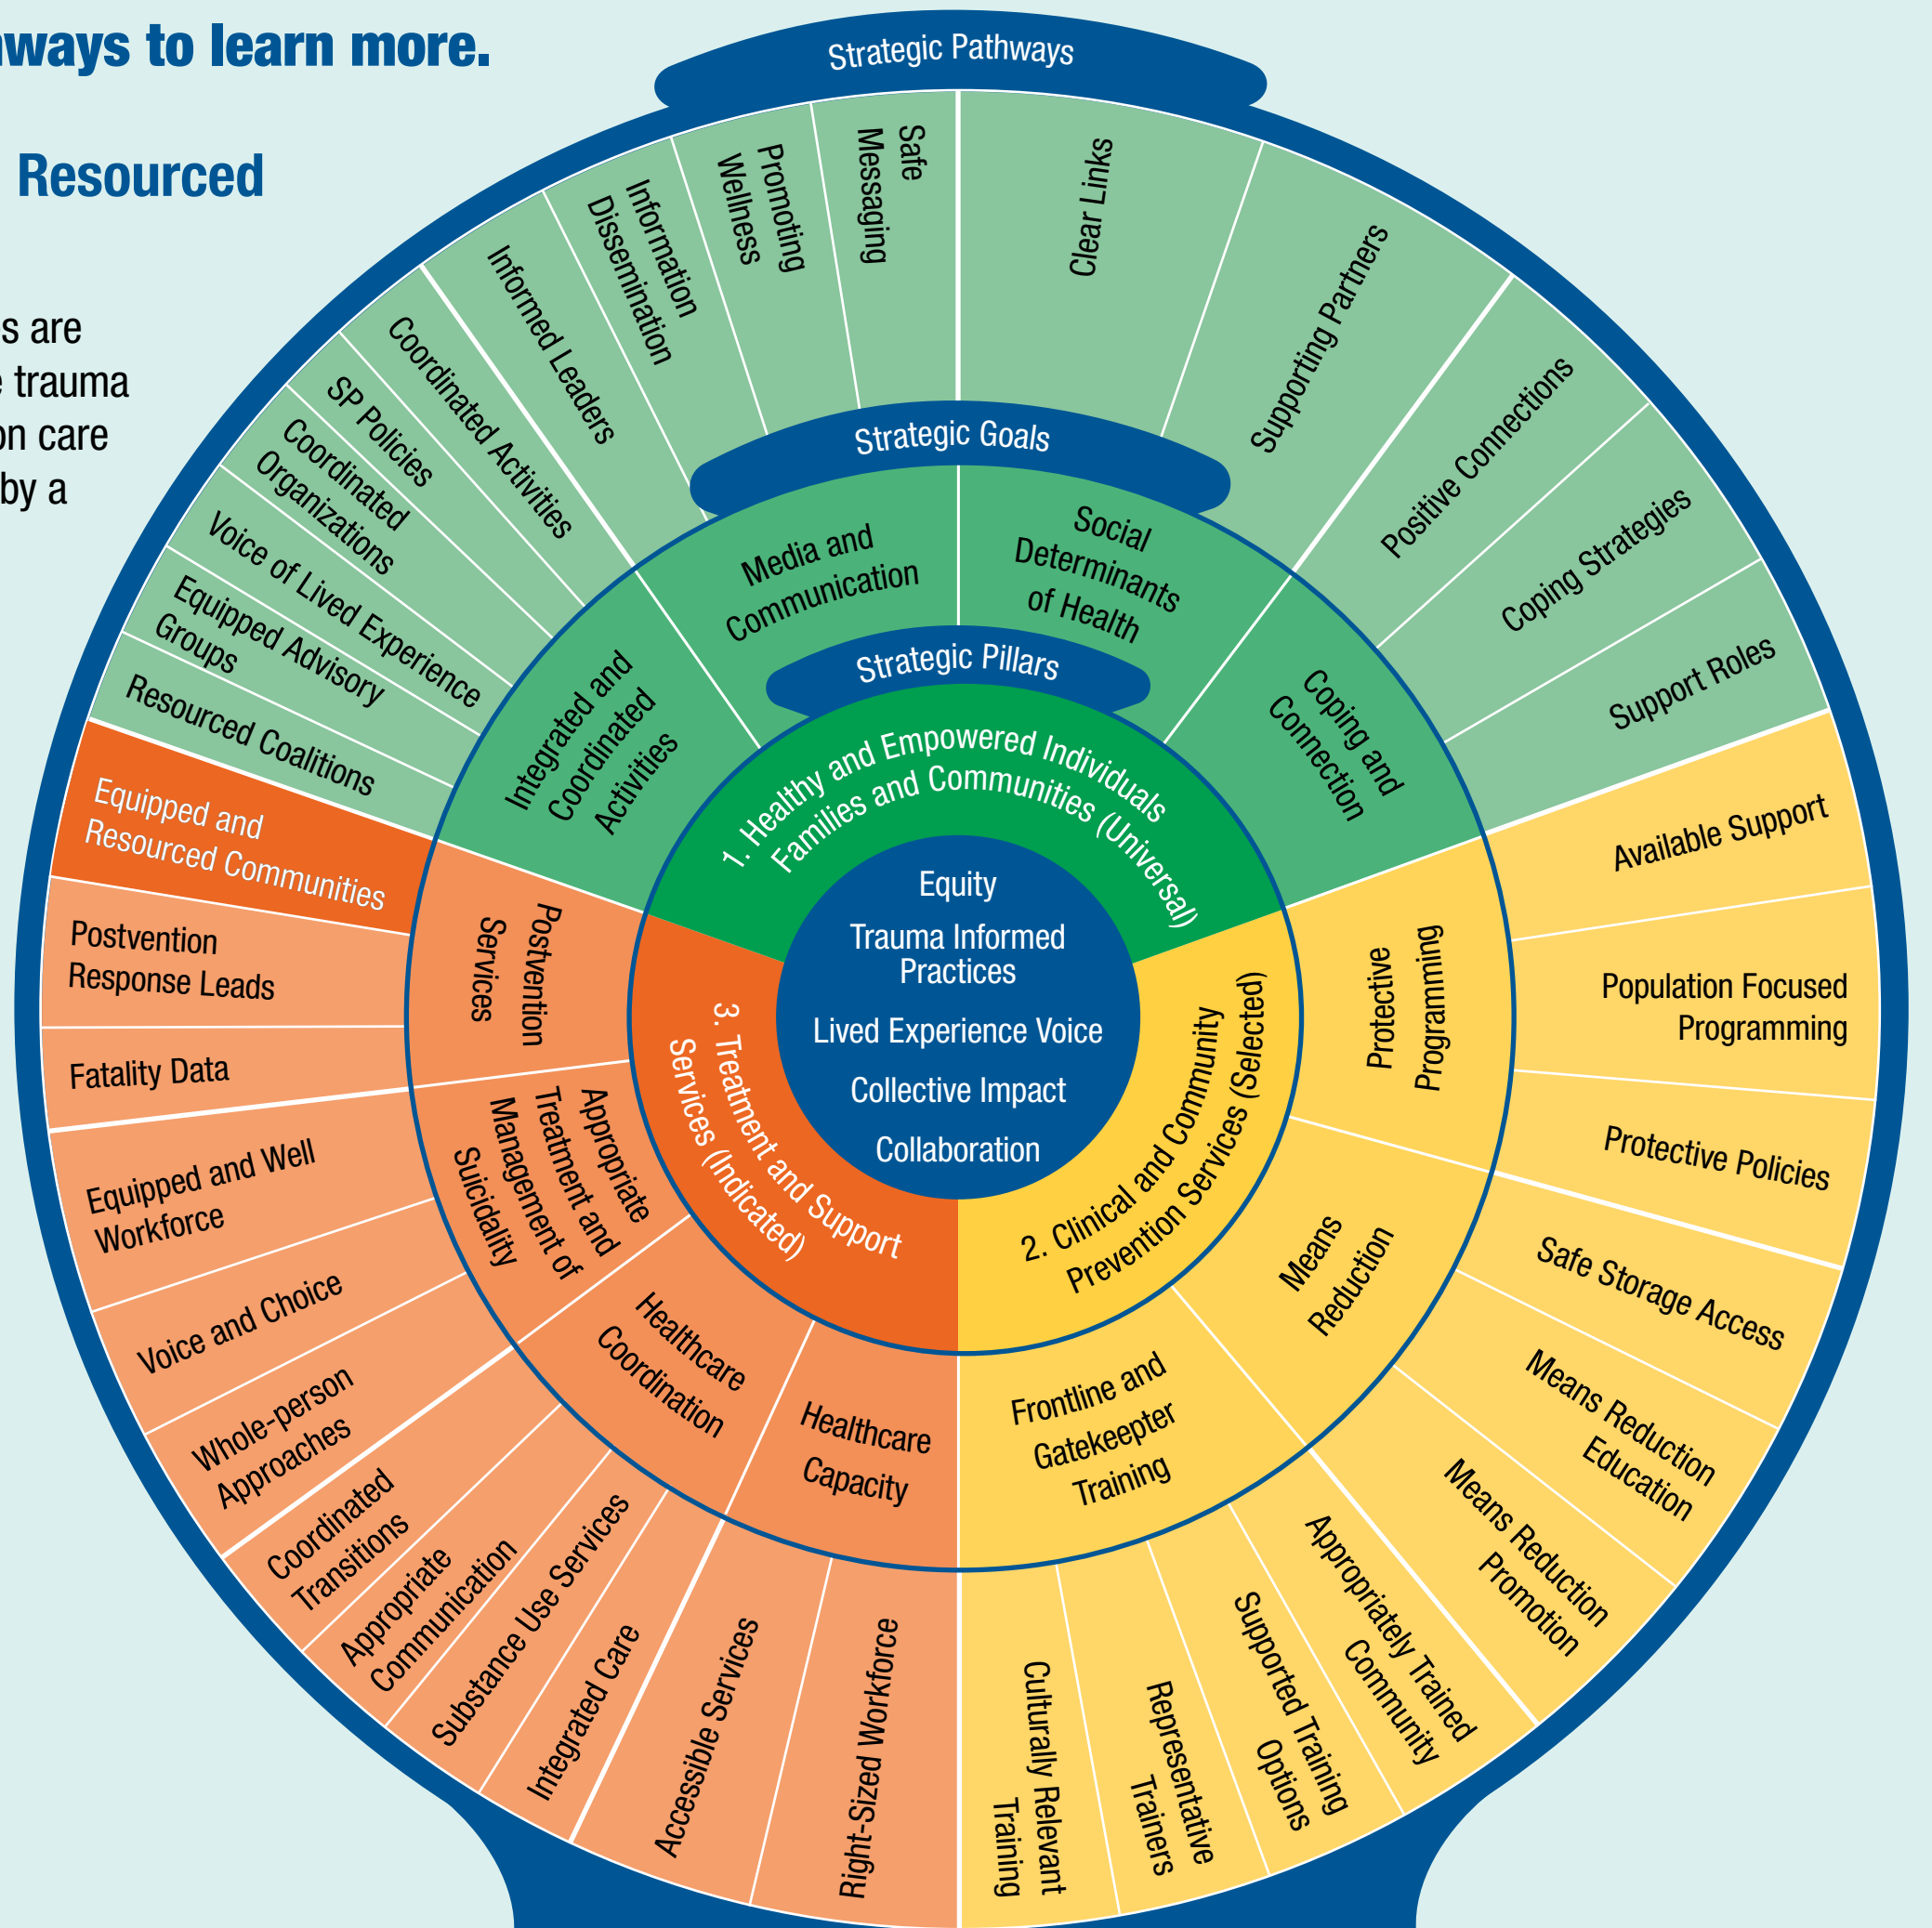 ways to learn more.
Resourced
s are
trauma
on care
by a
Strategic Pathways
Safe
Messaging
Promoting
Wellness
Information
Dissemination
Informed Leaders
Coordinated Activities
SP Policies
Coordinated
Organizations
Voice of Lived Experience
Equipped Advisory
Groups
Resourced Coalitions
Clear Links
Supporting Partners
Positive Connections
Coping Strategies
Support Roles
Strategic Goals
Media and
Communication
Social
Determinants
of Health
Integrated and
Coordinated
Activities
Coping and
Connection
Strategic Pillars
1. Healthy and Empowered Individuals
Families and Communities (Universal)
Equity
Trauma Informed
Practices
Lived Experience Voice
Collective Impact
Collaboration
2. Clinical and Community
Prevention Services (Selected)
Protective
Programming
Means
Reduction
Frontline and
Gatekeeper
Training
Available Support
Population Focused
Programming
Protective Policies
Safe Storage Access
Means Reduction
Education
Means Reduction
Promotion
Appropriately Trained
Community
Supported Training
Options
Representative
Trainers
Culturally Relevant
Training
3. Treatment and Support
Services (Indicated)
Postvention
Services
Appropriate
Treatment and
Management of
Suicidality
Healthcare
Coordination
Healthcare
Capacity
Equipped and
Resourced Communities
Postvention
Response Leads
Fatality Data
Equipped and Well
Workforce
Voice and Choice
Whole-person
Approaches
Coordinated
Transitions
Appropriate
Communication
Substance Use Services
Integrated Care
Accessible Services
Right-Sized Workforce